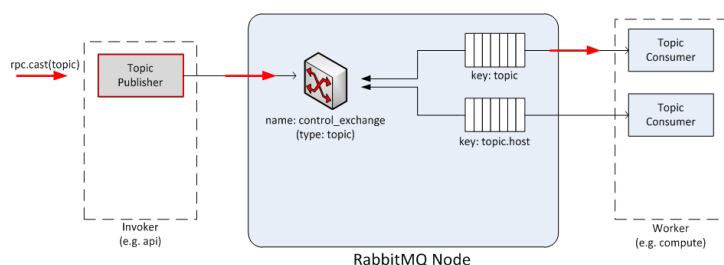 rpc.cast(topic)
Topic
Publisher
Invoker
(e.g. api)
name: control_exchange
(type: topic)
key: topic
key: topic.host
RabbitMQ Node
Topic
Consumer
Topic
Consumer
Worker
(e.g. compute)